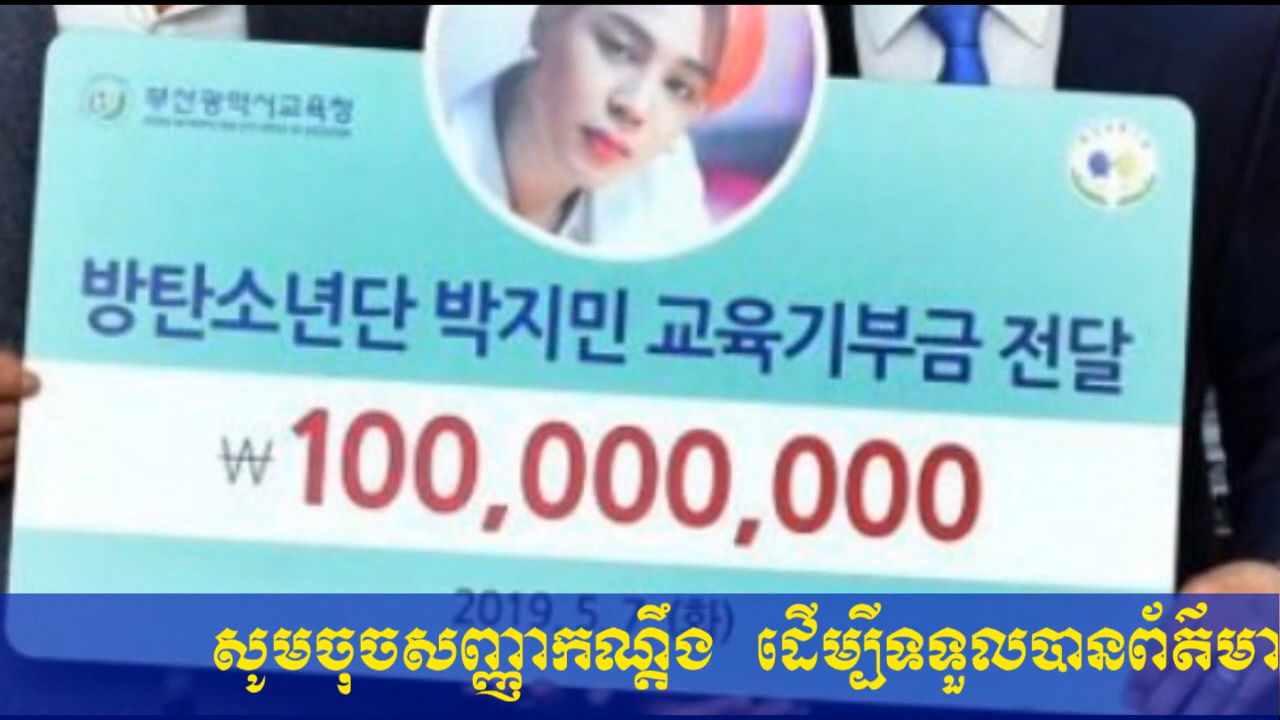 부산광역시교육청
방탄소년단 박지민 교육기부금 전달
₩100,000,000
2019. 5. 7. (화)
សូមចុចសញ្ញាកណ្ដឹង ដើម្បីទទួលបានព័ត៌មា